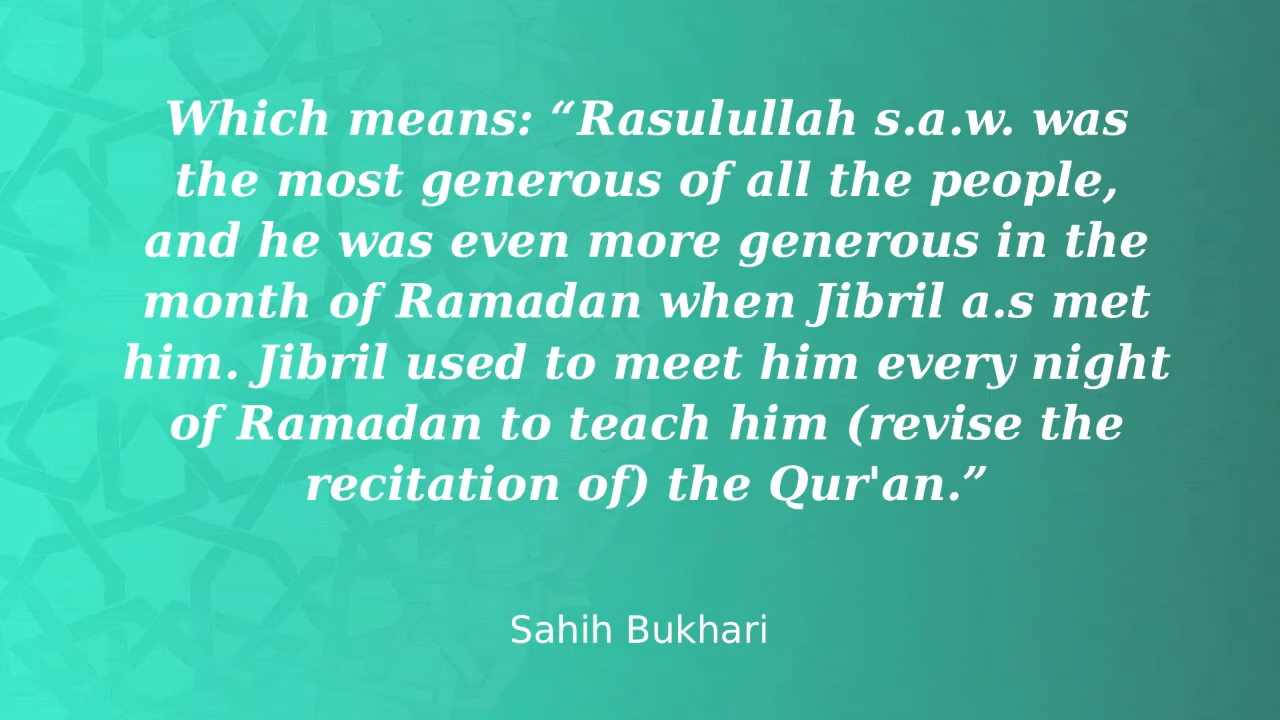 Which means: “Rasulullah s.a.w. was
the most generous of all the people,
and he was even more generous in the
month of Ramadan when Jibril a.s met
him. Jibril used to meet him every night
of Ramadan to teach him (revise the
recitation of) the Qur'an.”
Sahih Bukhari